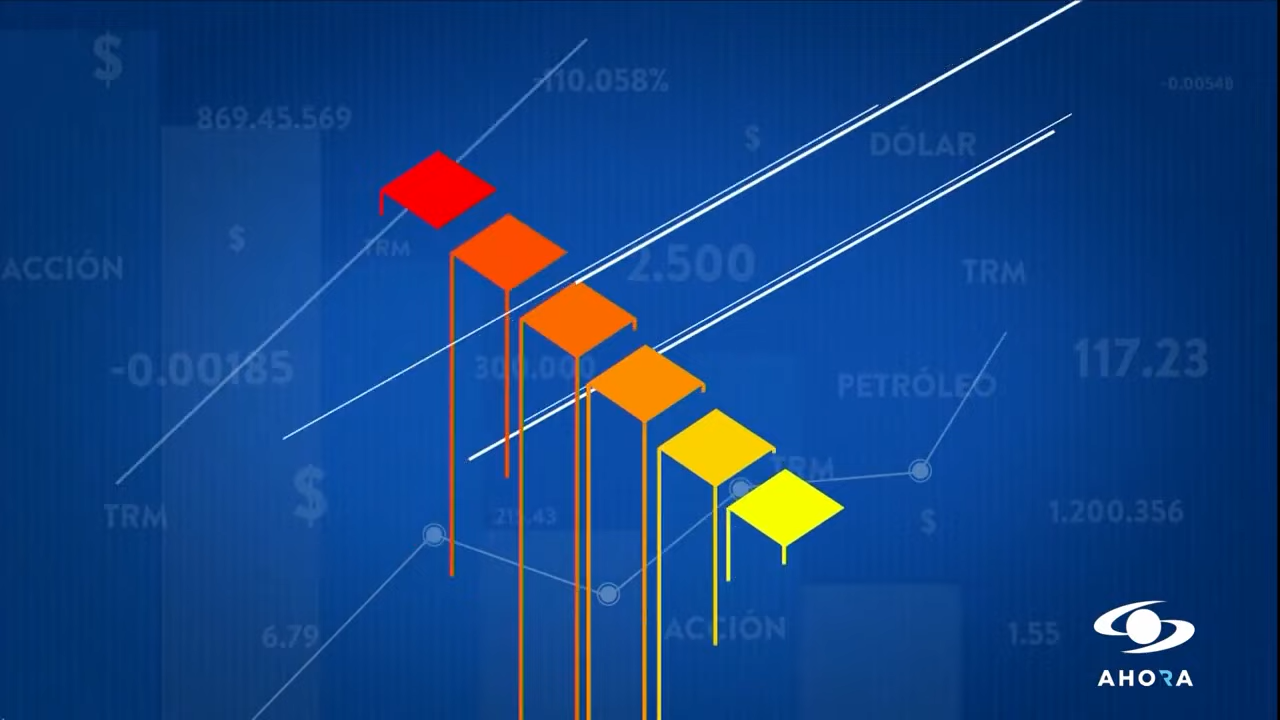 $
-110.058%
-0.00548
869.45.569
$
DÓLAR
$
TRM
ACCIÓN
2.500
TRM
-0.00185
300.000
117.23
PETRÓLEO
TRM
$
TRM
215.43
$
1.200.356
6.79
ACCIÓN
1.55
AHORA